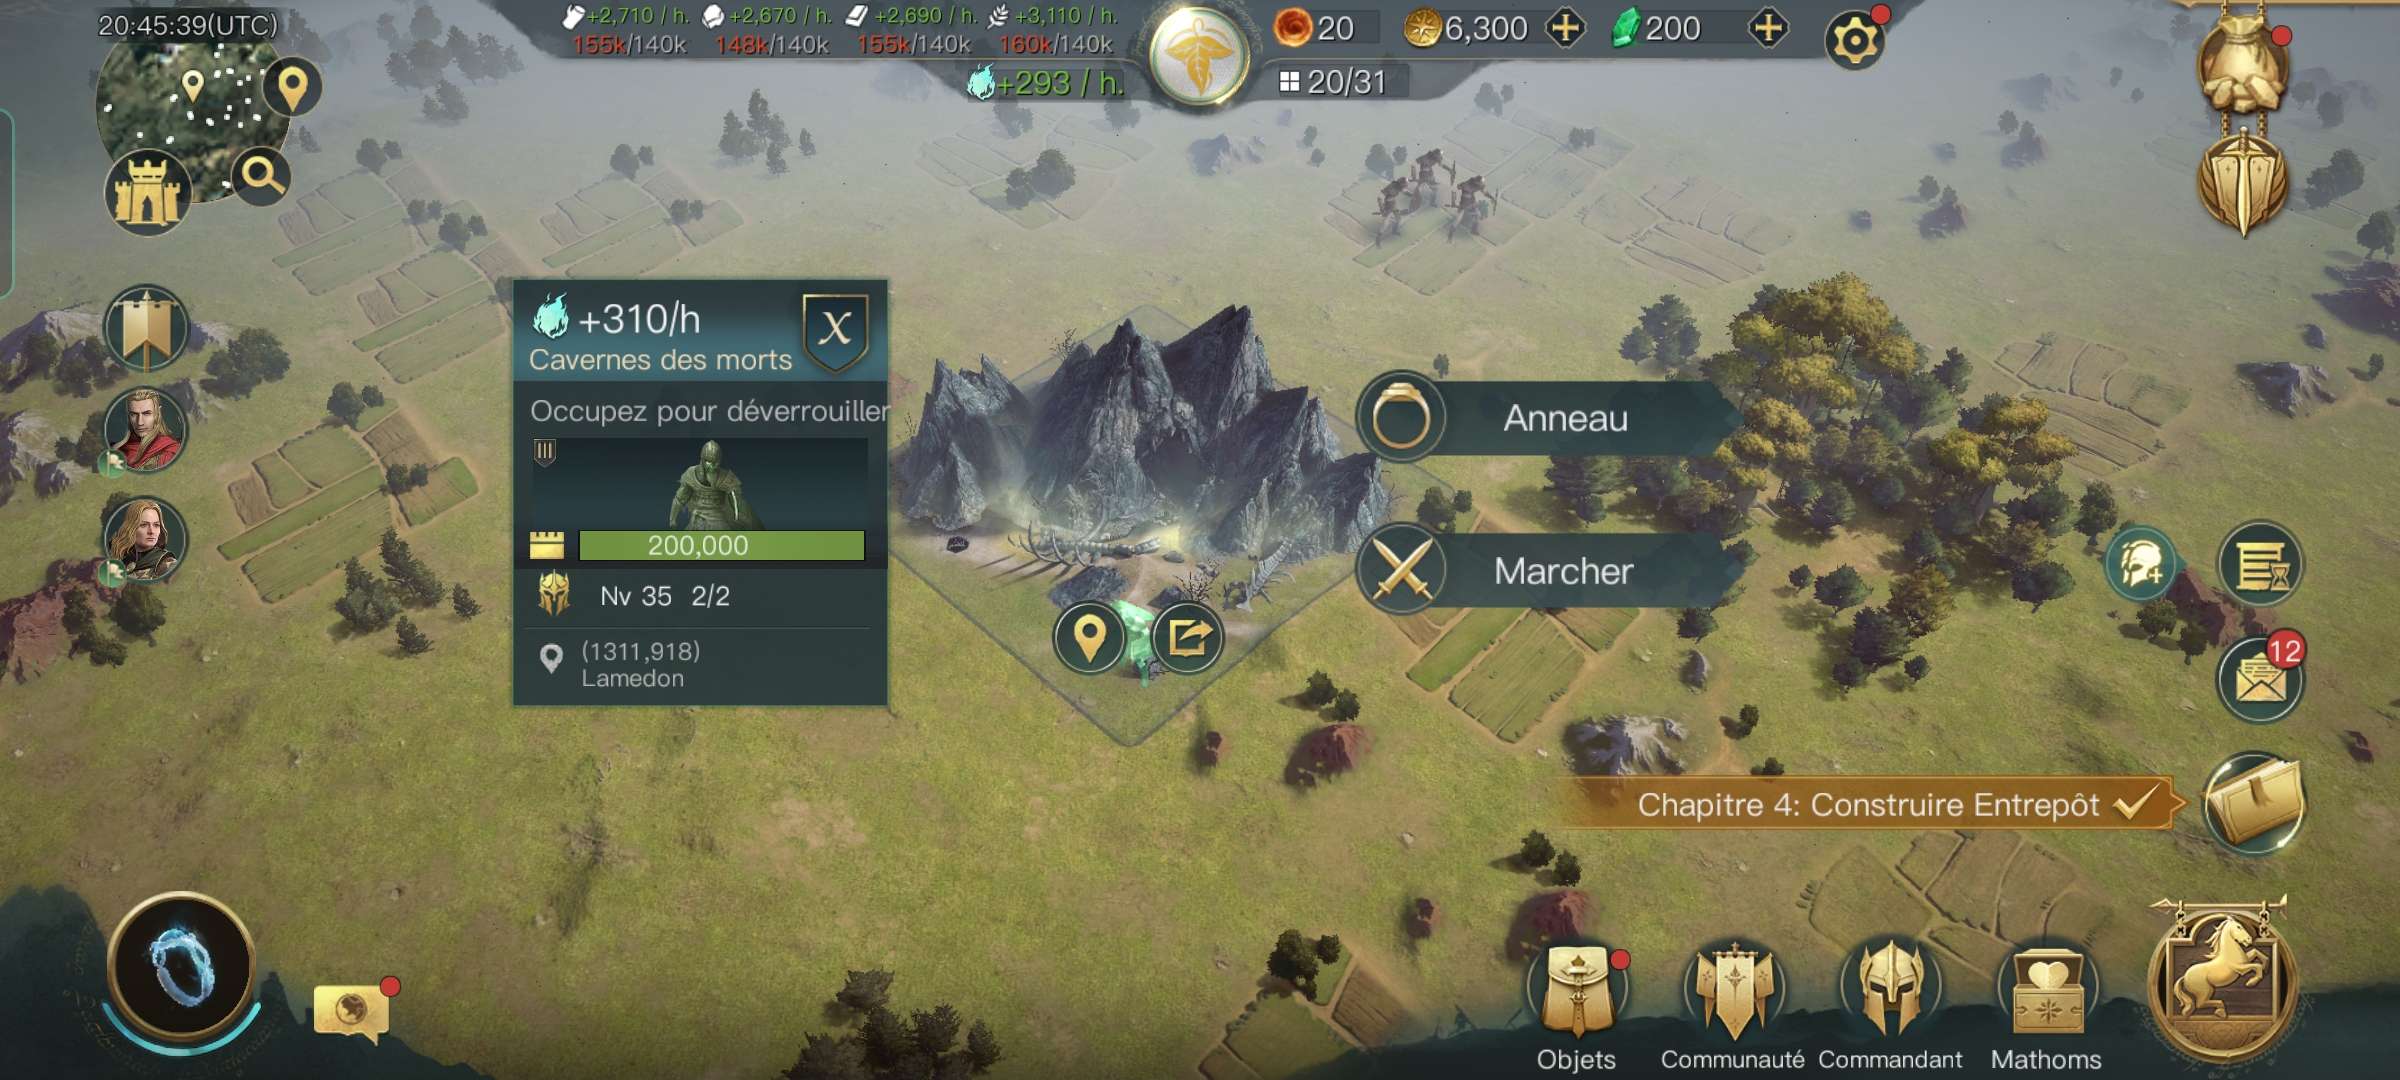 20:45:39(UTC)
+2,710 / h. +2,670 / h. +2,690 / h. +3,110 / h.
155k/140k 148k/140k 155k/140k 160k/140k
+293 / h.
20 6,300 200
20/31
+310/h
X
Cavernes des morts
Occupez pour déverrouiller
III
200,000
Nv 35 2/2
(1311,918)
Lamedon
Anneau
Marcher
12
Chapitre 4: Construire Entrepôt
Objets Communauté Commandant Mathoms